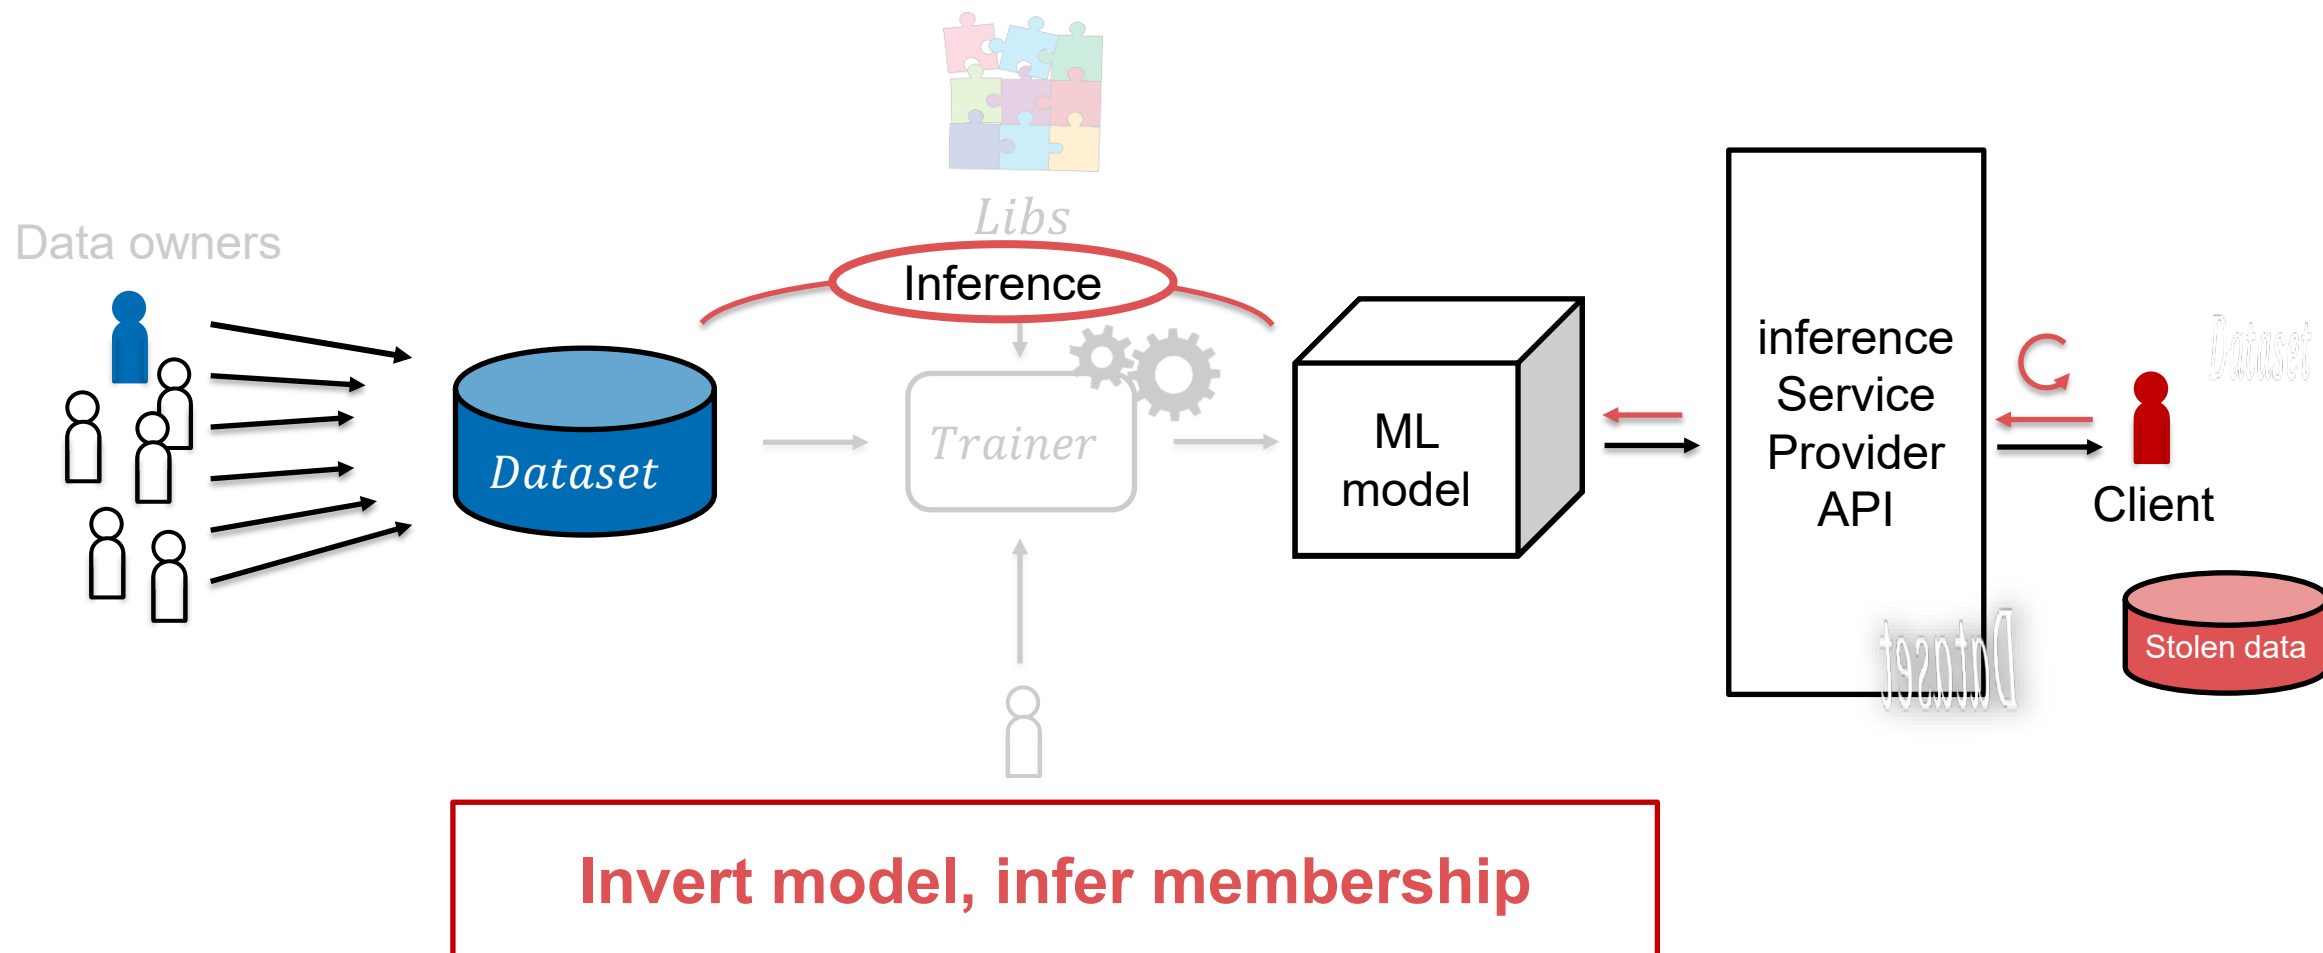 Libs
Data owners
Inference
Dataset
Trainer
ML
model
inference
Service
Provider
API
Dataset
Client
Stolen data
Dataset
Invert model, infer membership